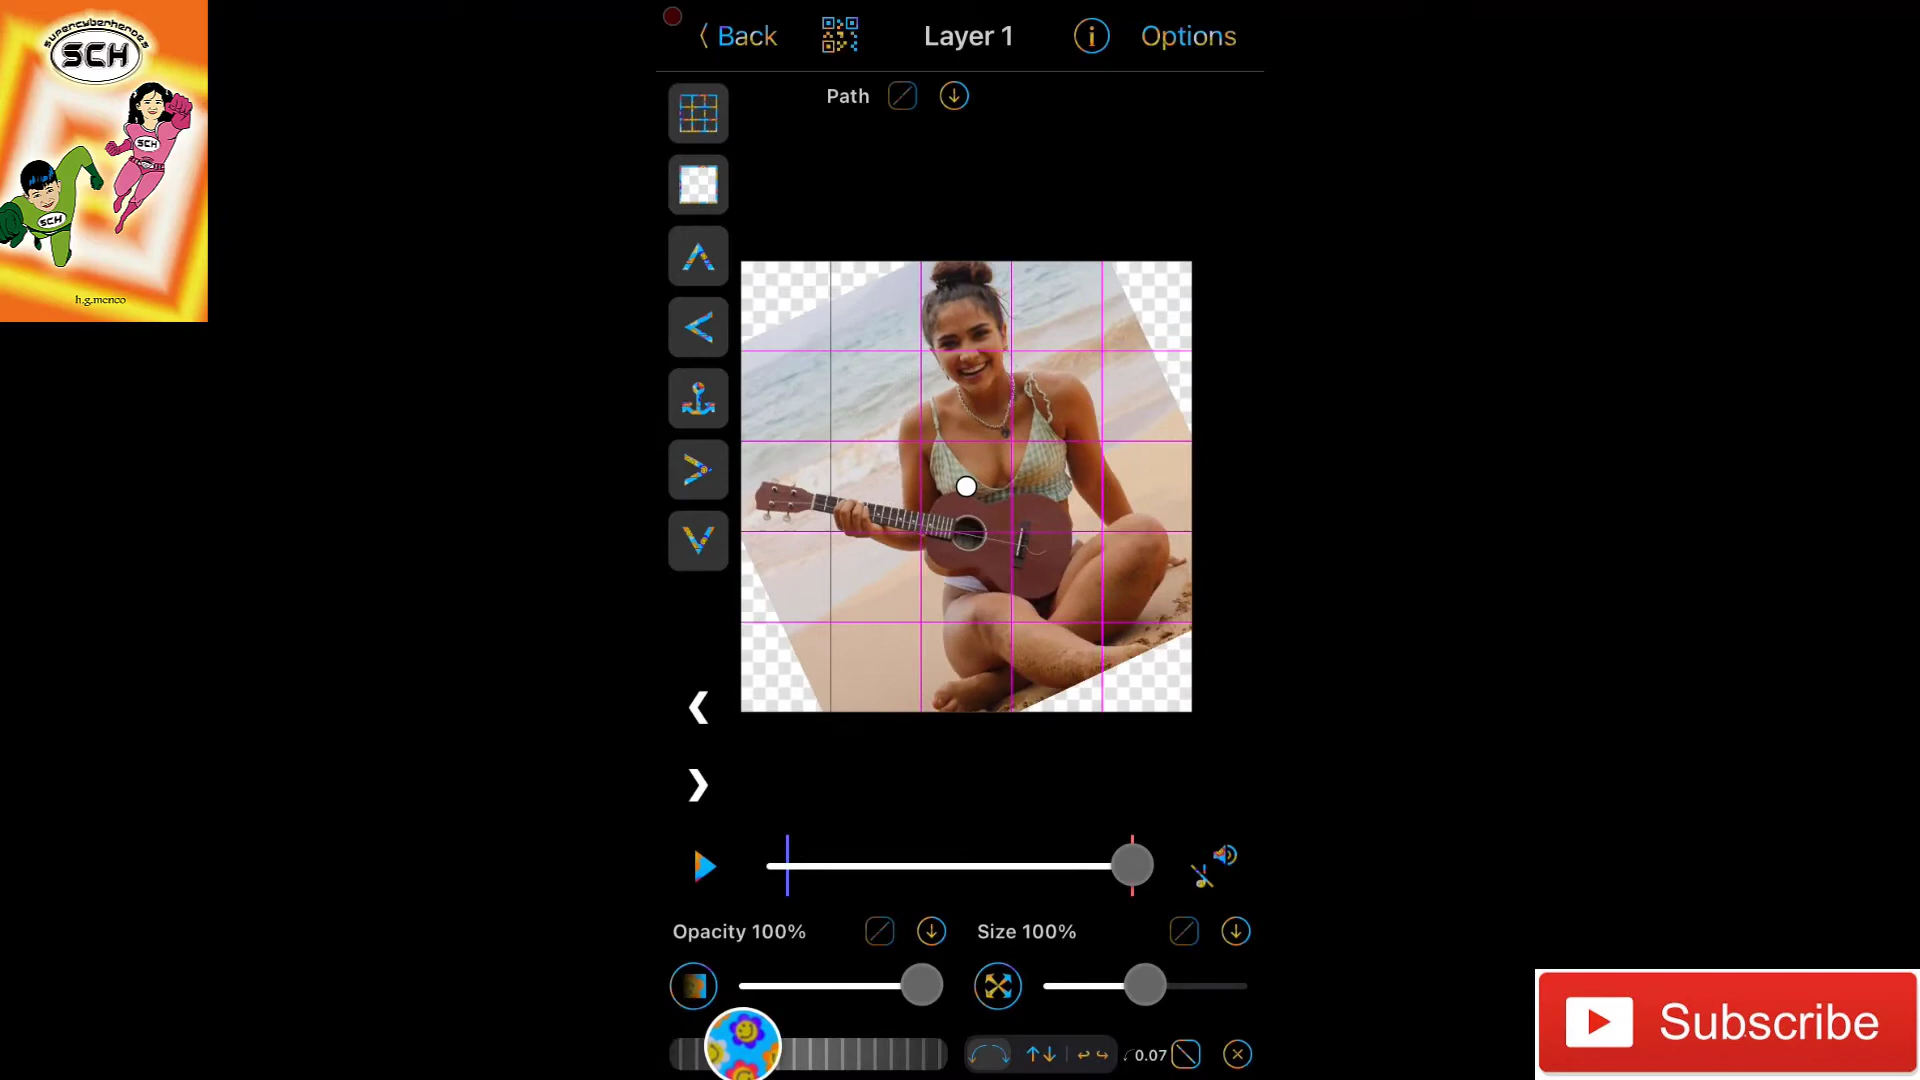 supercyberheroes
SCH
SCH
SCH
h.g.menco
Back
Layer 1
i
Options
Path
Opacity 100%
Size 100%
0.07
Subscribe